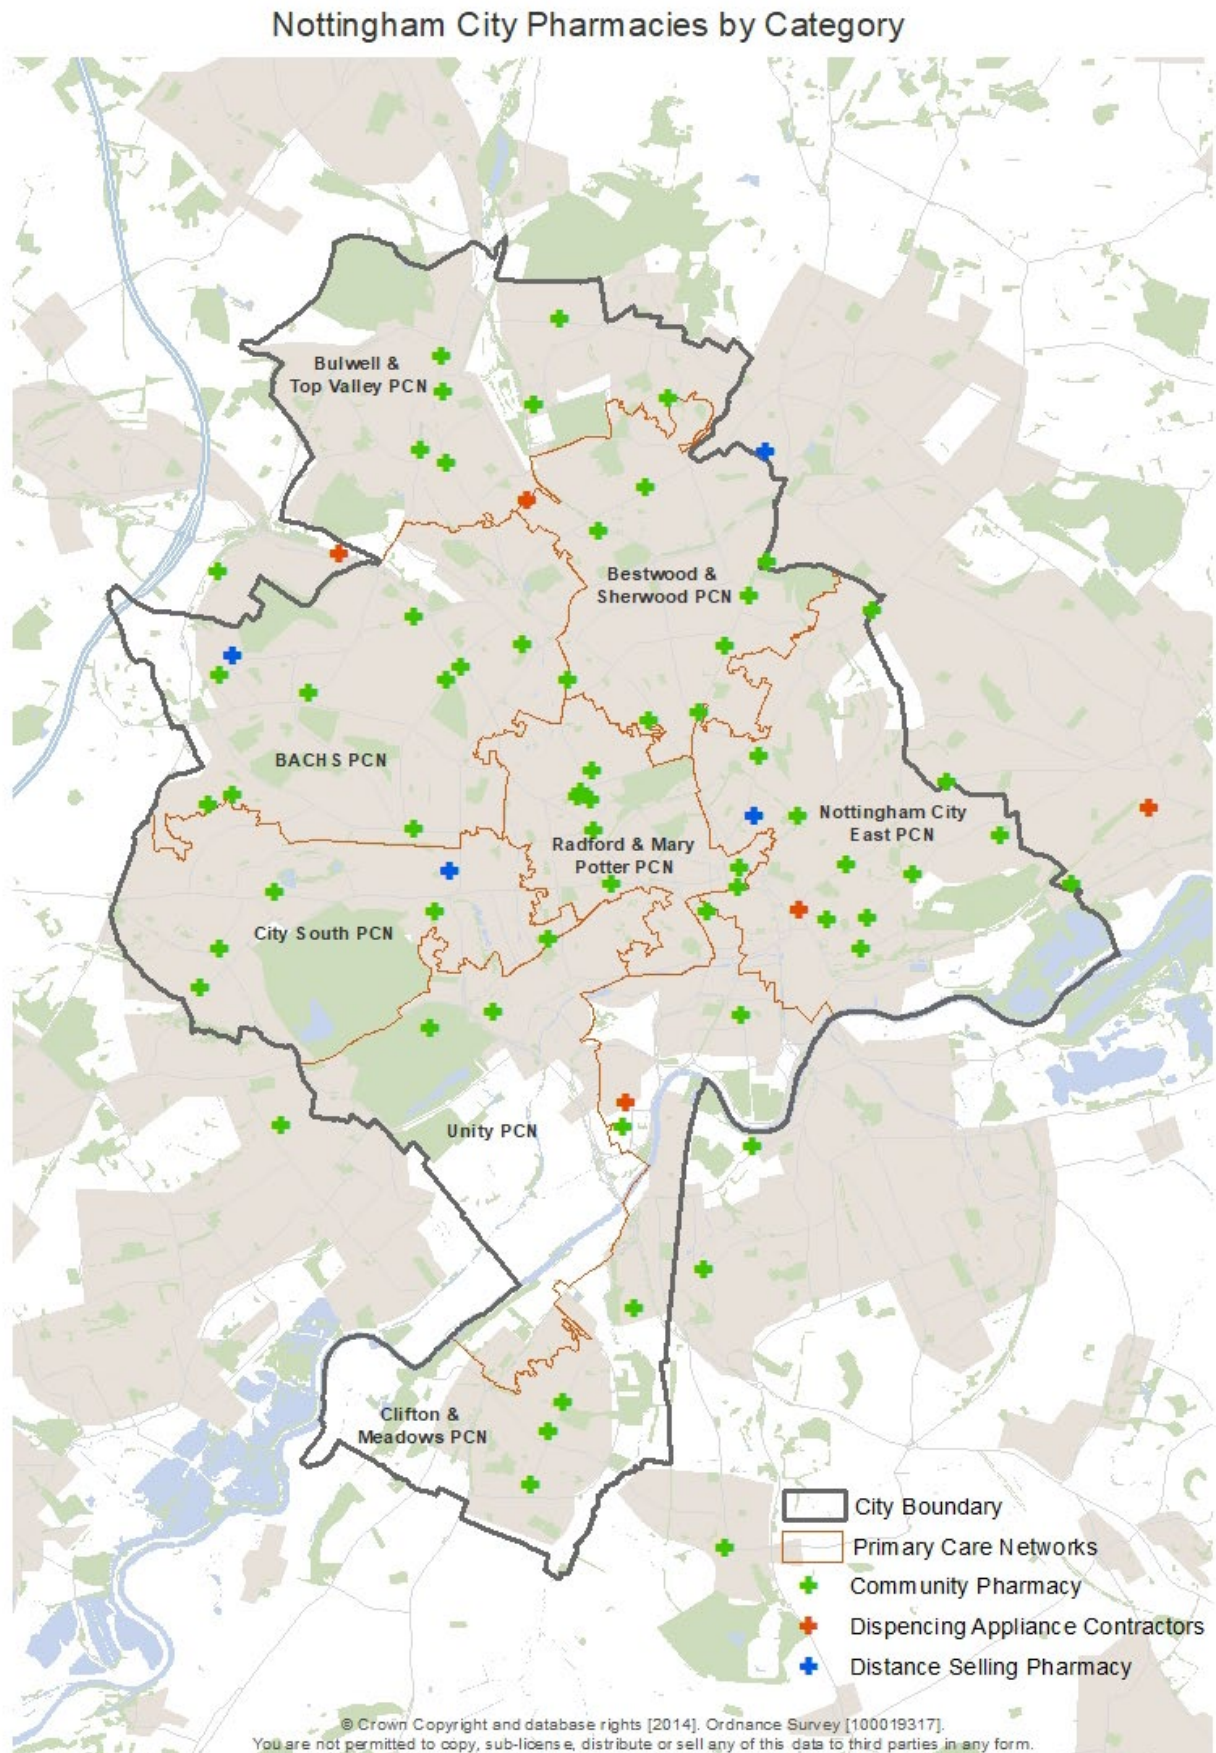 Nottingham City Pharmacies by Category
Bulwell &
Top Valley PCN
Bestwood &
Sherwood PCN
BACHS PCN
Nottingham City
East PCN
Radford & Mary
Potter PCN
City South PCN
Unity PCN
Clifton &
Meadows PCN
City Boundary
Primary Care Networks
Community Pharmacy
Dispencing Appliance Contractors
Distance Selling Pharmacy
© Crown Copyright and database rights [2014]. Ordnance Survey [100019317].
You are not permitted to copy, sub-license, distribute or sell any of this data to third parties in any form.